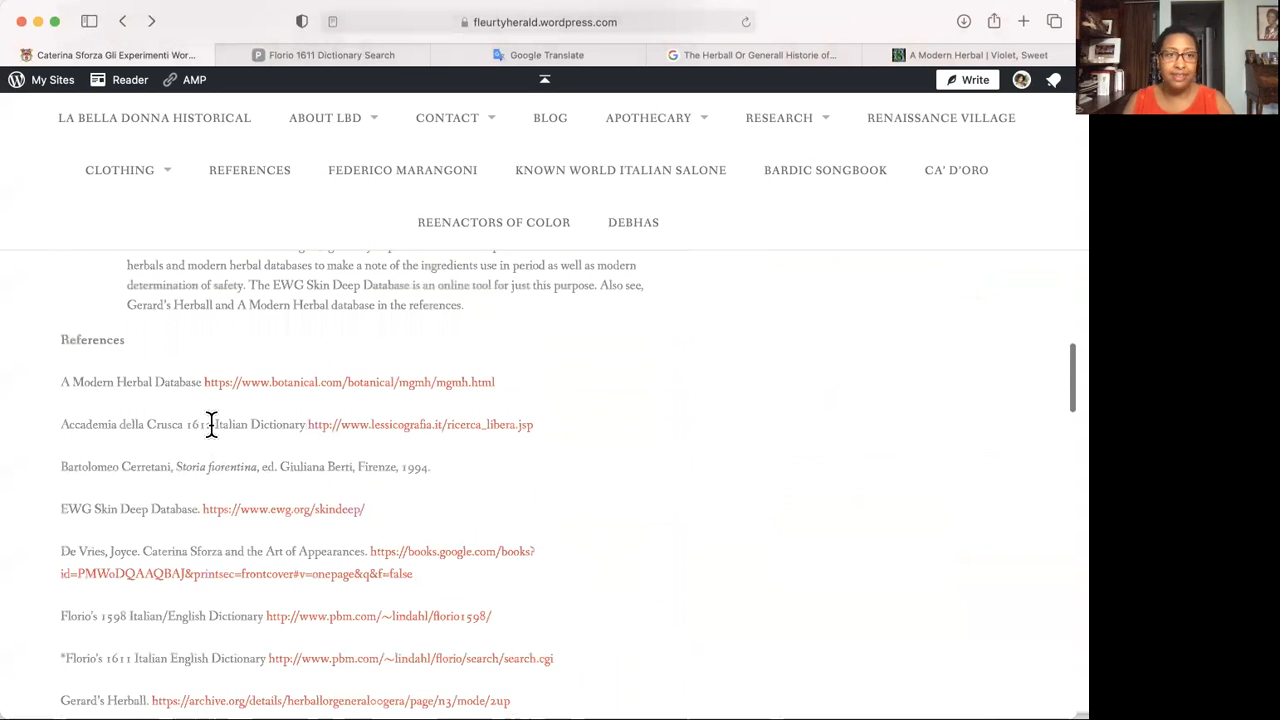 fleurtyherald.wordpress.com
Caterina Sforza Gli Experimenti Wor...
Florio 1611 Dictionary Search
Google Translate
The Herball Or Generall Historie of...
A Modern Herbal | Violet, Sweet
My Sites
Reader
AMP
Write
LA BELLA DONNA HISTORICAL
ABOUT LBD
CONTACT
BLOG
APOTHECARY
RESEARCH
RENAISSANCE VILLAGE
CLOTHING
REFERENCES
FEDERICO MARANGONI
KNOWN WORLD ITALIAN SALONE
BARDIC SONGBOOK
CA' D'ORO
REENACTORS OF COLOR
DEBHAS
herbals and modern herbal databases to make a note of the ingredients use in period as well as modern
determination of safety. The EWG Skin Deep Database is an online tool for just this purpose. Also see,
Gerard's Herball and A Modern Herbal database in the references.
References
A Modern Herbal Database https://www.botanical.com/botanical/mgmh/mgmh.html
Accademia della Crusca Italian Dictionary http://www.lessicografia.it/ricerca_libera.jsp
Bartolomeo Cerretani, Storia fiorentina, ed. Giuliana Berti, Firenze, 1994.
EWG Skin Deep Database. https://www.ewg.org/skindeep/
De Vries, Joyce. Caterina Sforza and the Art of Appearances. https://books.google.com/books?
id=PMWoDQAAQBAJ&printsec=frontcover#v=onepage&q&f=false
Florio's 1598 Italian/English Dictionary http://www.pbm.com/~lindahl/florio1598/
*Florio's 1611 Italian English Dictionary http://www.pbm.com/~lindahl/florio/search/search.cgi
Gerard's Herball. https://archive.org/details/herballorgeneral00gera/page/n3/mode/2up